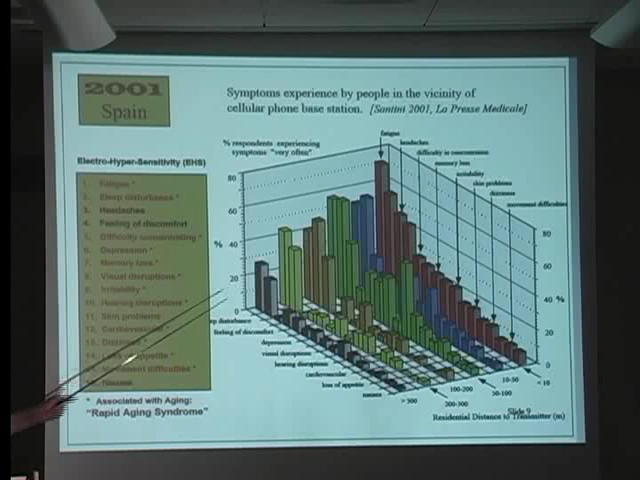 2001
Spain
Symptoms experience by people in the vicinity of
cellular phone base station. [Santini 2001, La Presse Medicale]
% respondents experiencing
symptoms "very often"
Electro-Hyper-Sensitivity (EHS)
1. Fatigue *
2. Sleep disturbance *
3. Headaches
4. Feeling of discomfort
5. Difficulty concentrating *
6. Depression *
7. Memory loss *
8. Visual disruptions *
9. Irritability *
10. Hearing disruptions *
11. Skin problems
12. Cardiovascular *
13. Dizziness *
14. Loss of appetite *
15. Movement difficulties *
16. Nausea
* Associated with Aging:
"Rapid Aging Syndrome"
fatigue
headaches
difficulty in concentration
memory loss
irritability
skin problems
dizziness
movement difficulties
80
60
%
40
20
0
80
60
40
%
20
0
sleep disturbance
feeling of discomfort
depression
visual disruptions
hearing disruptions
cardiovascular
loss of appetite
nausea
> 300
200-300
100-200
50-100
10-50
< 10
Residential Distance to Transmitter (m)
Slide 9